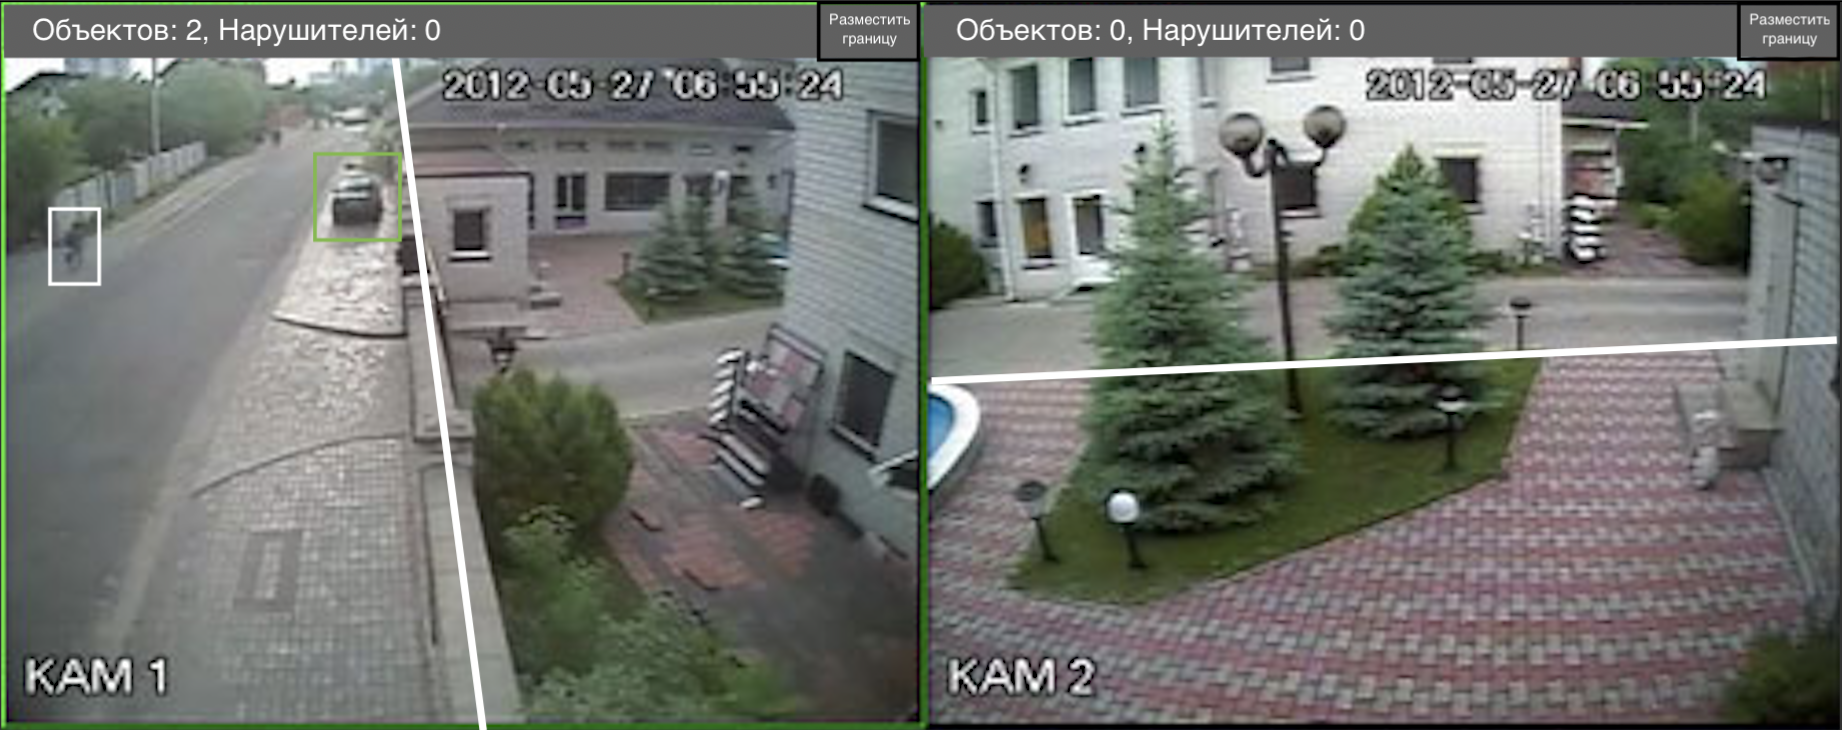 Объектов: 2, Нарушителей: 0
Разместить
границу
2012-05-27 06:55:24
КАМ 1
Объектов: 0, Нарушителей: 0
Разместить
границу
2012-05-27 06:55:24
КАМ 2